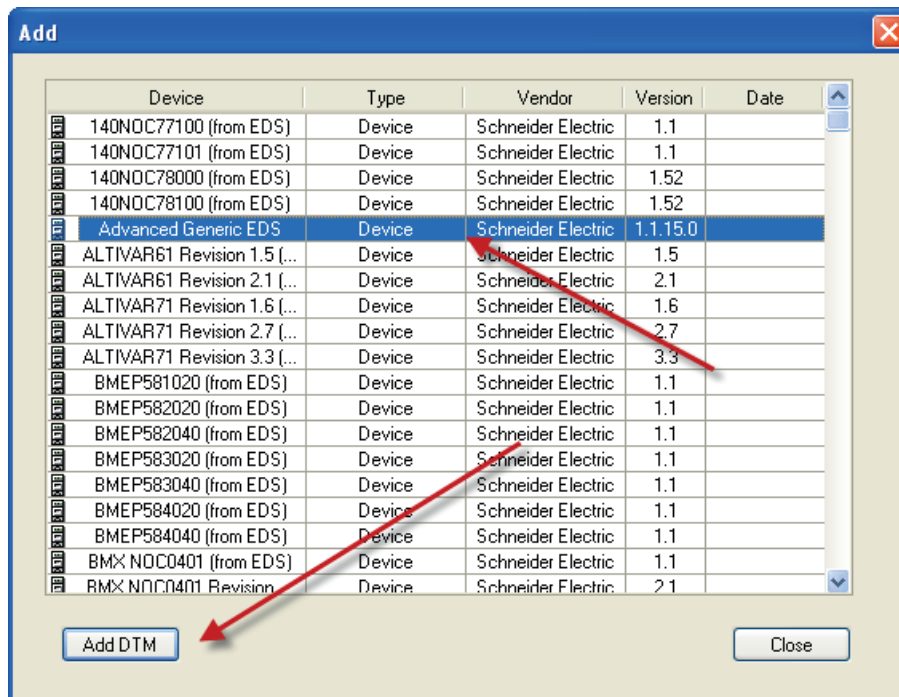 Add
Device Type Vendor Version Date
140NOC77100 (from EDS) Device Schneider Electric 1.1
140NOC77101 (from EDS) Device Schneider Electric 1.1
140NOC78000 (from EDS) Device Schneider Electric 1.52
140NOC78100 (from EDS) Device Schneider Electric 1.52
Advanced Generic EDS Device Schneider Electric 1.1.15.0
ALTIVAR61 Revision 1.5 (... Device Schneider Electric 1.5
ALTIVAR61 Revision 2.1 (... Device Schneider Electric 2.1
ALTIVAR71 Revision 1.6 (... Device Schneider Electric 1.6
ALTIVAR71 Revision 2.7 (... Device Schneider Electric 2.7
ALTIVAR71 Revision 3.3 (... Device Schneider Electric 3.3
BMEP581020 (from EDS) Device Schneider Electric 1.1
BMEP582020 (from EDS) Device Schneider Electric 1.1
BMEP582040 (from EDS) Device Schneider Electric 1.1
BMEP583020 (from EDS) Device Schneider Electric 1.1
BMEP583040 (from EDS) Device Schneider Electric 1.1
BMEP584020 (from EDS) Device Schneider Electric 1.1
BMEP584040 (from EDS) Device Schneider Electric 1.1
BMX NOC0401 (from EDS) Device Schneider Electric 1.1
BMX NOC0401 Revision Device Schneider Electric 2.1
Add DTM Close